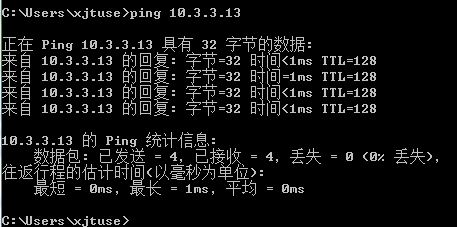 C:\Users\xjtuse>ping 10.3.3.13
正在 Ping 10.3.3.13 具有 32 字节的数据:
来自 10.3.3.13 的回复: 字节=32 时间<1ms TTL=128
来自 10.3.3.13 的回复: 字节=32 时间=1ms TTL=128
来自 10.3.3.13 的回复: 字节=32 时间<1ms TTL=128
来自 10.3.3.13 的回复: 字节=32 时间<1ms TTL=128
10.3.3.13 的 Ping 统计信息:
数据包: 已发送 = 4, 已接收 = 4, 丢失 = 0 (0% 丢失),
往返行程的估计时间(以毫秒为单位):
最短 = 0ms, 最长 = 1ms, 平均 = 0ms
C:\Users\xjtuse>